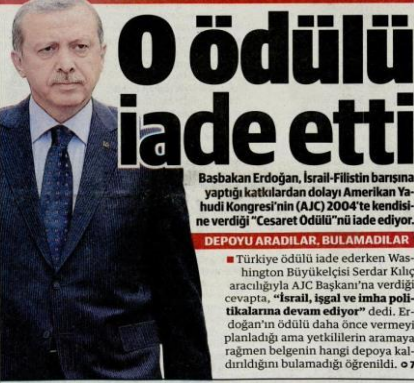 O ödülü
iade etti
Başbakan Erdoğan, İsrail-Filistin barışına
yaptığı katkılardan dolayı Amerikan Ya-
hudi Kongresi'nin (AJC) 2004'te kendisi-
ne verdiği "Cesaret Ödülü"nü iade ediyor.
DEPOYU ARADILAR, BULAMADILAR
■ Türkiye ödülü iade ederken Was-
hington Büyükelçisi Serdar Kılıç
aracılığıyla AJC Başkanı'na verdiği
cevapta, "İsrail, işgal ve imha poli-
tikalarına devam ediyor" dedi. Er-
doğan'ın ödülü daha önce vermeyi
planladığı ama yetkililerin aramaya
rağmen belgenin hangi depoya kal-
dırıldığını bulamadığı öğrenildi.